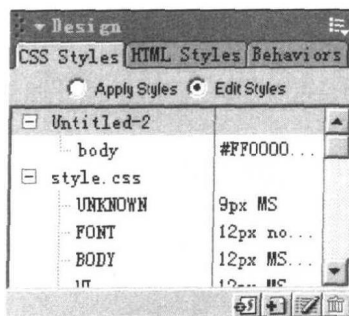 Design
CSS Styles HTML Styles Behaviors
Apply Styles Edit Styles
Untitled-2
body #FF0000...
style.css
UNKNOWN 9px MS
FONT 12px no...
BODY 12px MS...